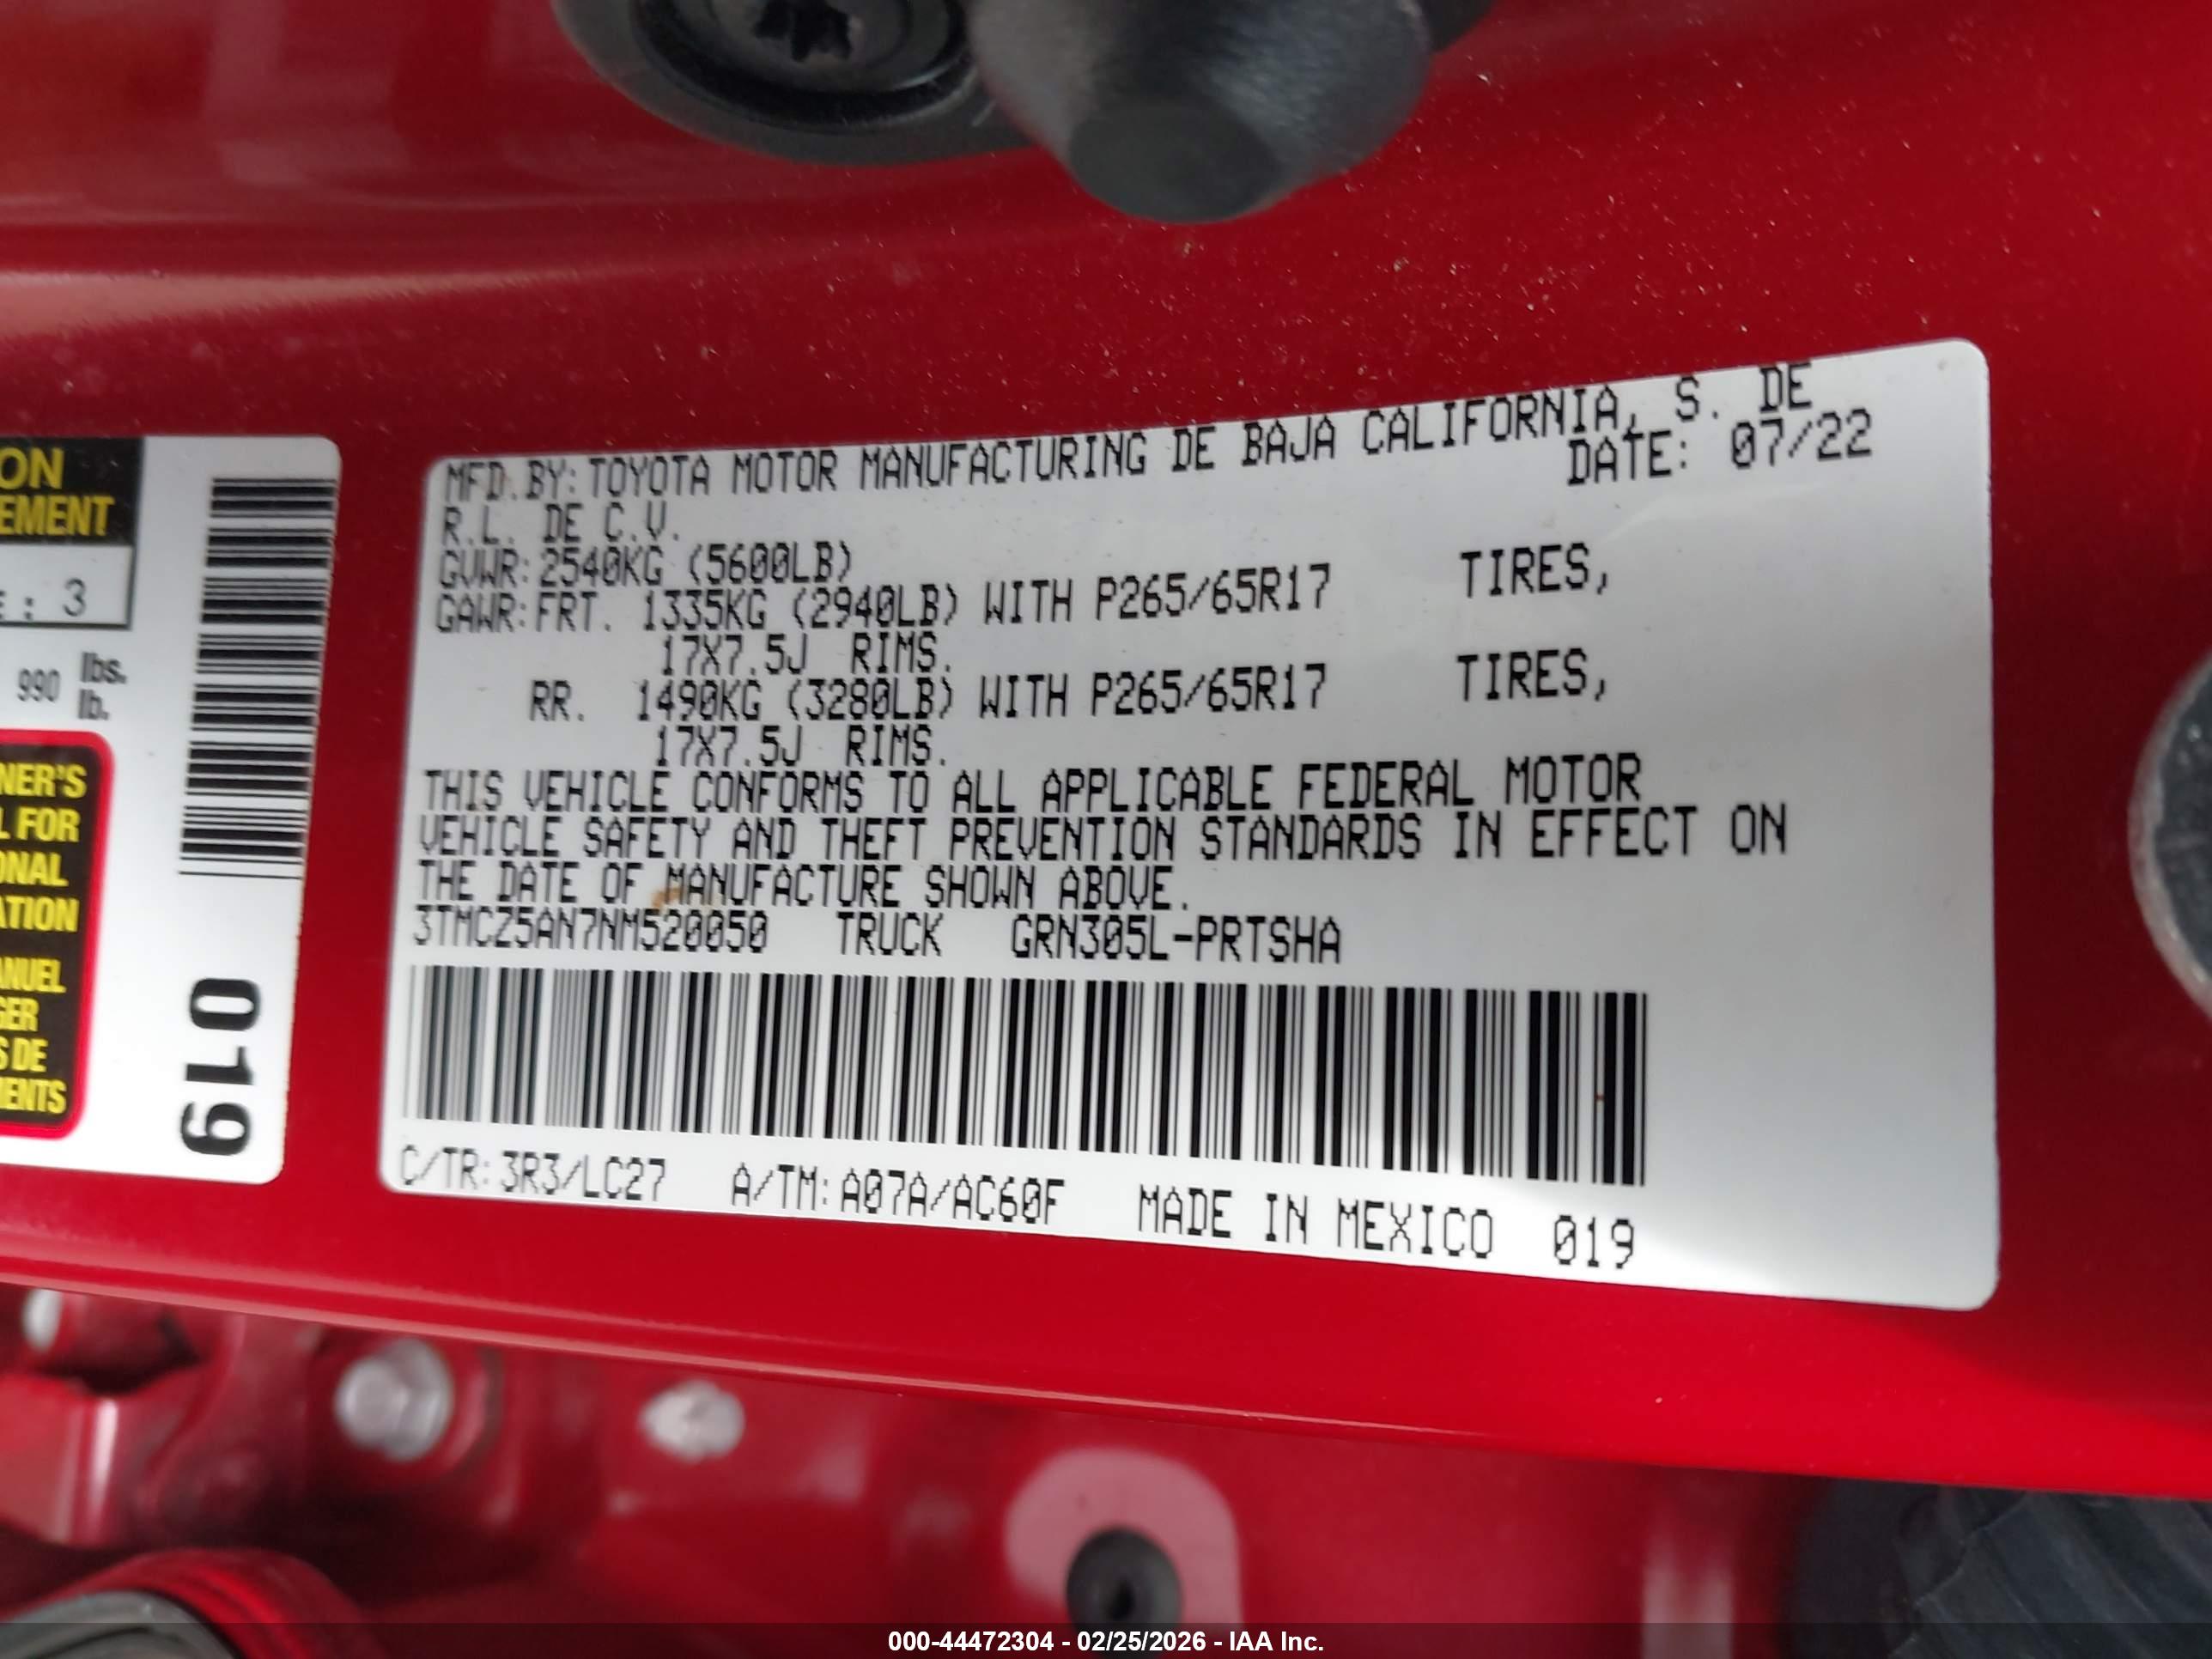 ON
EMENT
E: 3
990 lbs.
lb.
NER'S
L FOR
ONAL
ATION
ANUEL
GER
S DE
MENTS
019
MFD.BY:TOYOTA MOTOR MANUFACTURING DE BAJA CALIFORNIA, S. DE
R.L. DE C.V. DATE: 07/22
GVWR:2540KG (5600LB)
GAWR:FRT. 1335KG (2940LB) WITH P265/65R17 TIRES,
17X7.5J RIMS.
RR. 1490KG (3280LB) WITH P265/65R17 TIRES,
17X7.5J RIMS.
THIS VEHICLE CONFORMS TO ALL APPLICABLE FEDERAL MOTOR
VEHICLE SAFETY AND THEFT PREVENTION STANDARDS IN EFFECT ON
THE DATE OF MANUFACTURE SHOWN ABOVE.
3TMCZ5AN7NM520050 TRUCK GRN305L-PRTSHA
C/TR:3R3/LC27 A/TM:A07A/AC60F MADE IN MEXICO 019
000-44472304 - 02/25/2026 - IAA Inc.